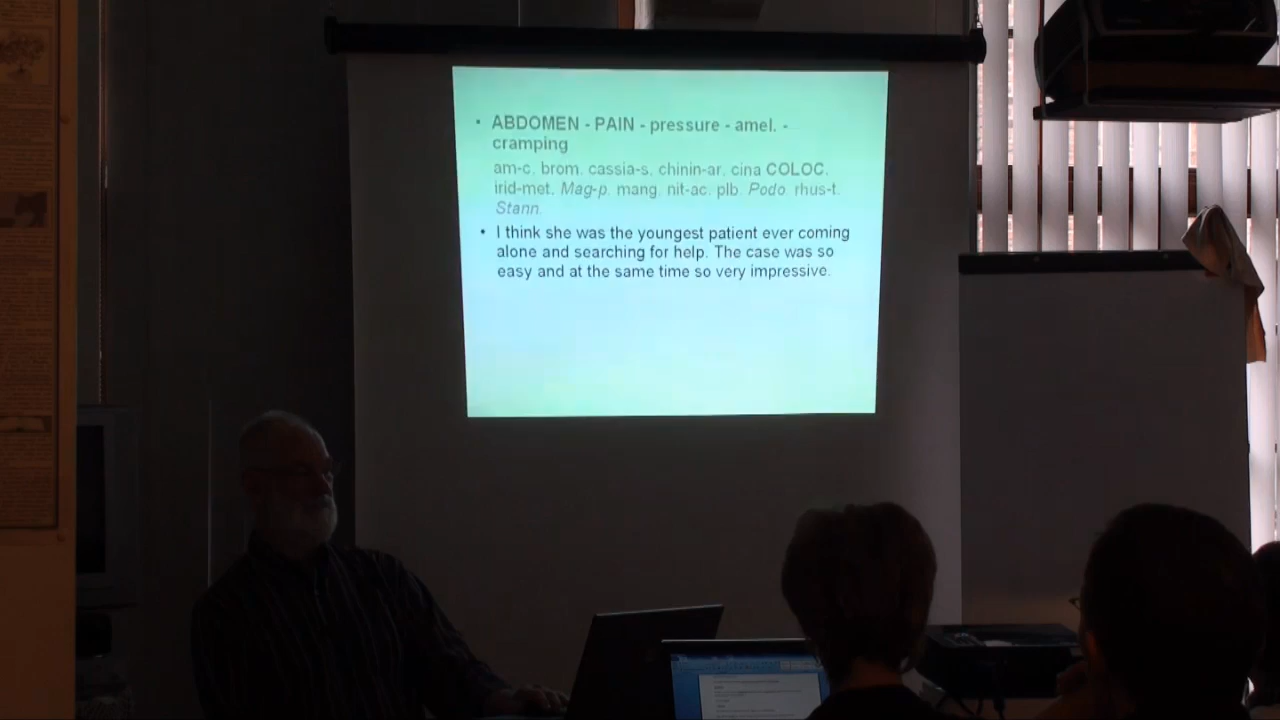 • ABDOMEN - PAIN - pressure - amel. -
cramping
am-c. brom. cassia-s. chinin-ar. cina COLOC.
irid-met. Mag-p. mang. nit-ac. plb. Podo. rhus-t.
Stann.
• I think she was the youngest patient ever coming
alone and searching for help. The case was so
easy and at the same time so very impressive.